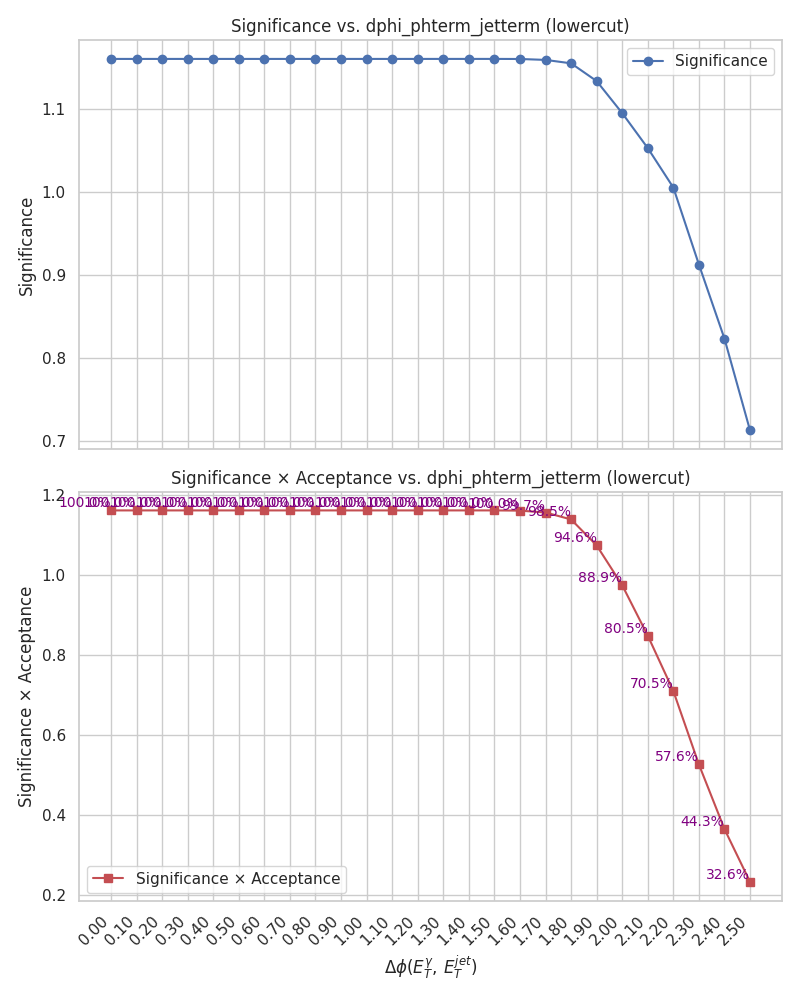 Significance vs. dphi_phterm_jetterm (lowercut)
Significance
1.1
1.0
0.9
0.8
0.7
Significance
Significance × Acceptance vs. dphi_phterm_jetterm (lowercut)
1.2
1.0
0.8
0.6
0.4
0.2
Significance × Acceptance
100.0%
99.7%
98.5%
94.6%
88.9%
80.5%
70.5%
57.6%
44.3%
32.6%
Significance × Acceptance
0.00 0.10 0.20 0.30 0.40 0.50 0.60 0.70 0.80 0.90 1.00 1.10 1.20 1.30 1.40 1.50 1.60 1.70 1.80 1.90 2.00 2.10 2.20 2.30 2.40 2.50
Δϕ(E_T^γ, E_T^jet)